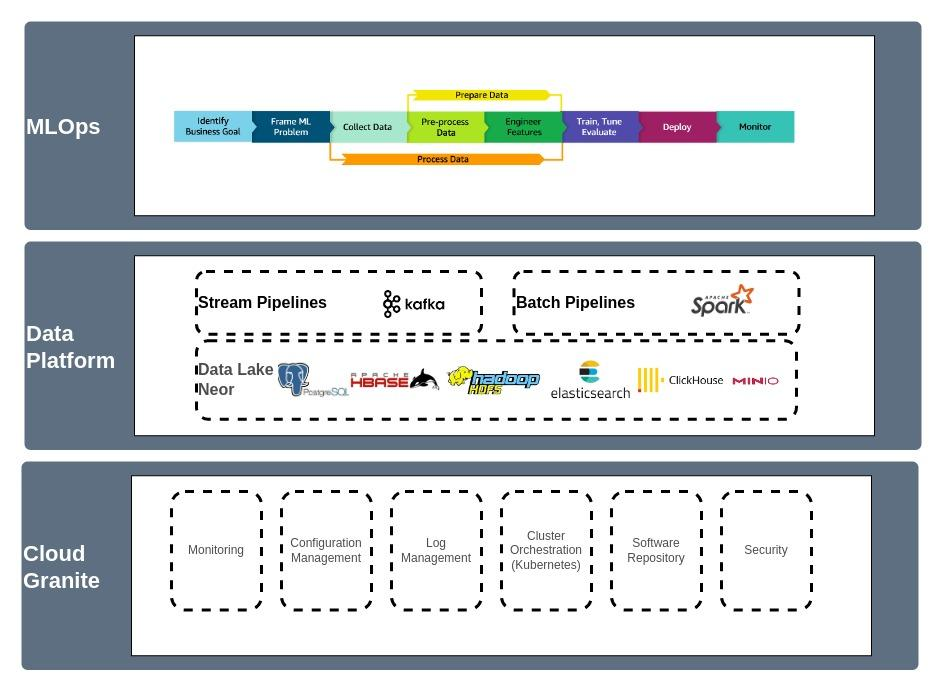 MLOps
Prepare Data
Identify
Business Goal
Frame ML
Problem
Collect Data
Pre-process
Data
Engineer
Features
Train, Tune
Evaluate
Deploy
Monitor
Process Data
Data
Platform
Stream Pipelines
kafka
Batch Pipelines
APACHE
Spark
Data Lake
Neor
PostgreSQL
APACHE
HBASE
hadoop
HDFS
elasticsearch
ClickHouse
MINIO
Cloud
Granite
Monitoring
Configuration
Management
Log
Management
Cluster
Orchestration
(Kubernetes)
Software
Repository
Security